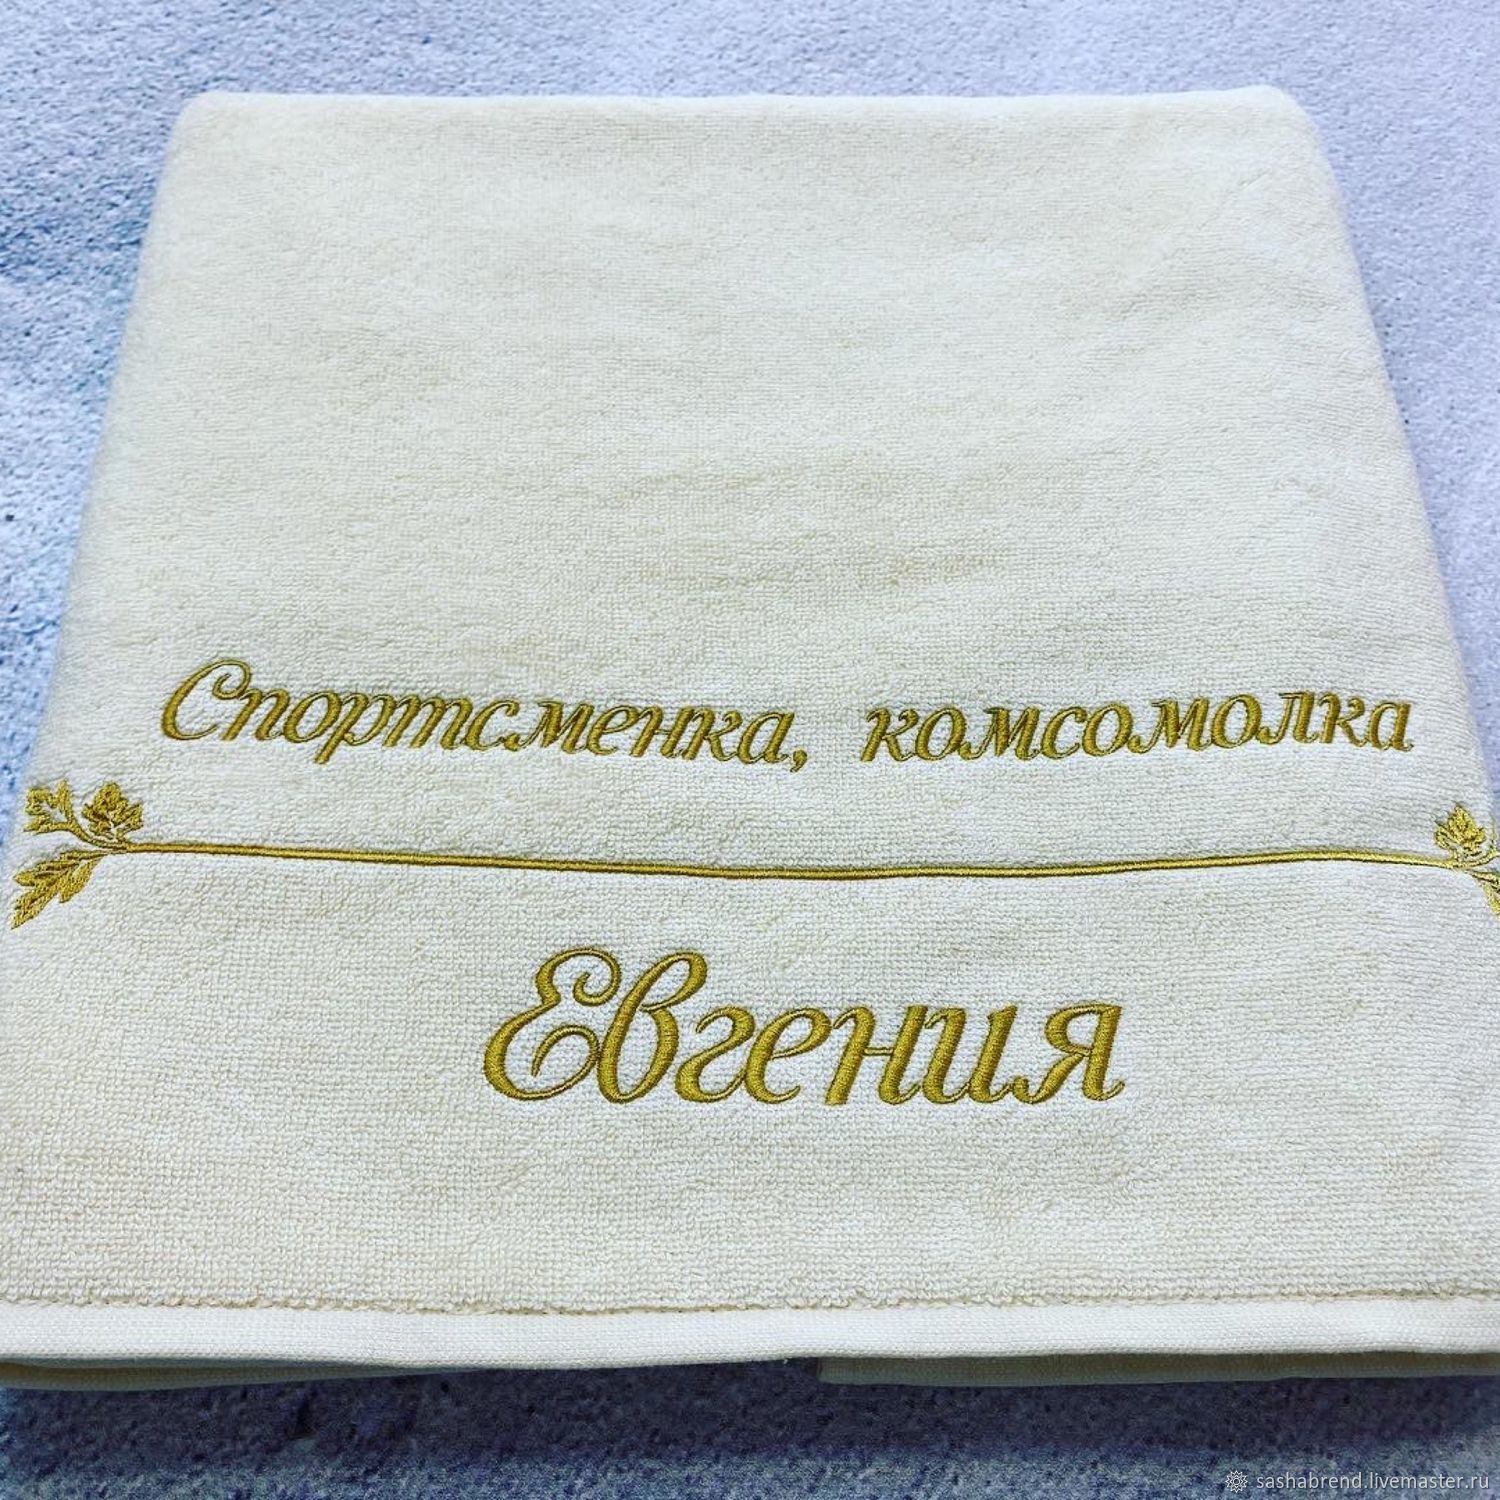 Спортсменка, комсомолка
Евгения
sashabrend.livemaster.ru